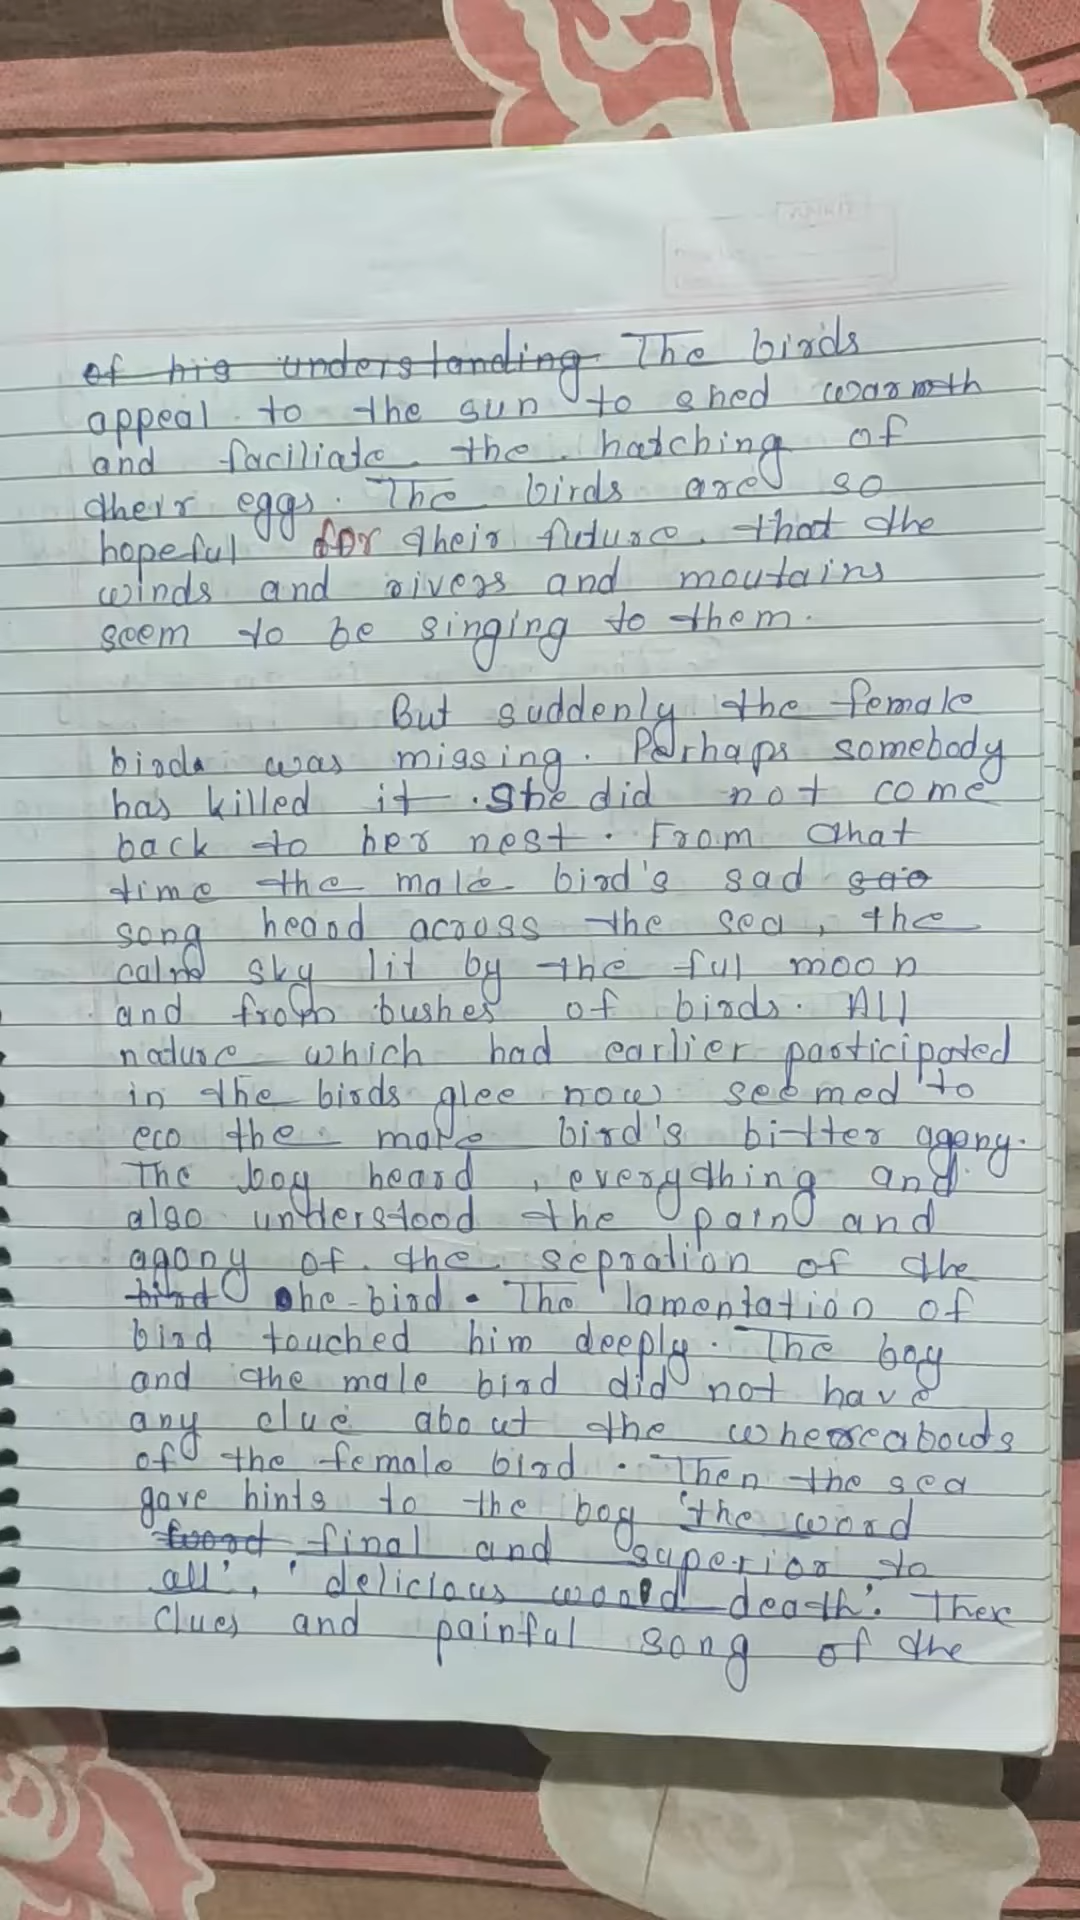 of his understanding The birds
appeal to the sun to shed warmth
and faciliate the hatching of
their eggs. The birds are so
hopeful for their future. that the
winds and rivers and moutains
seem to be singing to them.
But suddenly the female
birda was missing. Perhaps somebody
has killed it. She did not come
back to her nest. From that
time the male bird's sad sao
song heard across the sea, the
calm sky lit by the ful moon
and from bushes of birds. All
nature which had earlier participated
in the birds glee now seemed to
eco the male bird's bitter agony.
The boy heard, everything and
also understood the pain and
agony of the sepration of the
bird he-bird. The lamentation of
bird touched him deeply. The boy
and the male bird did not have
any clue about the whereabouts
of the female bird. Then the sea
gave hints to the boy 'the word
word final and superior to
all', 'delicious word death'. These
clues and painful song of the